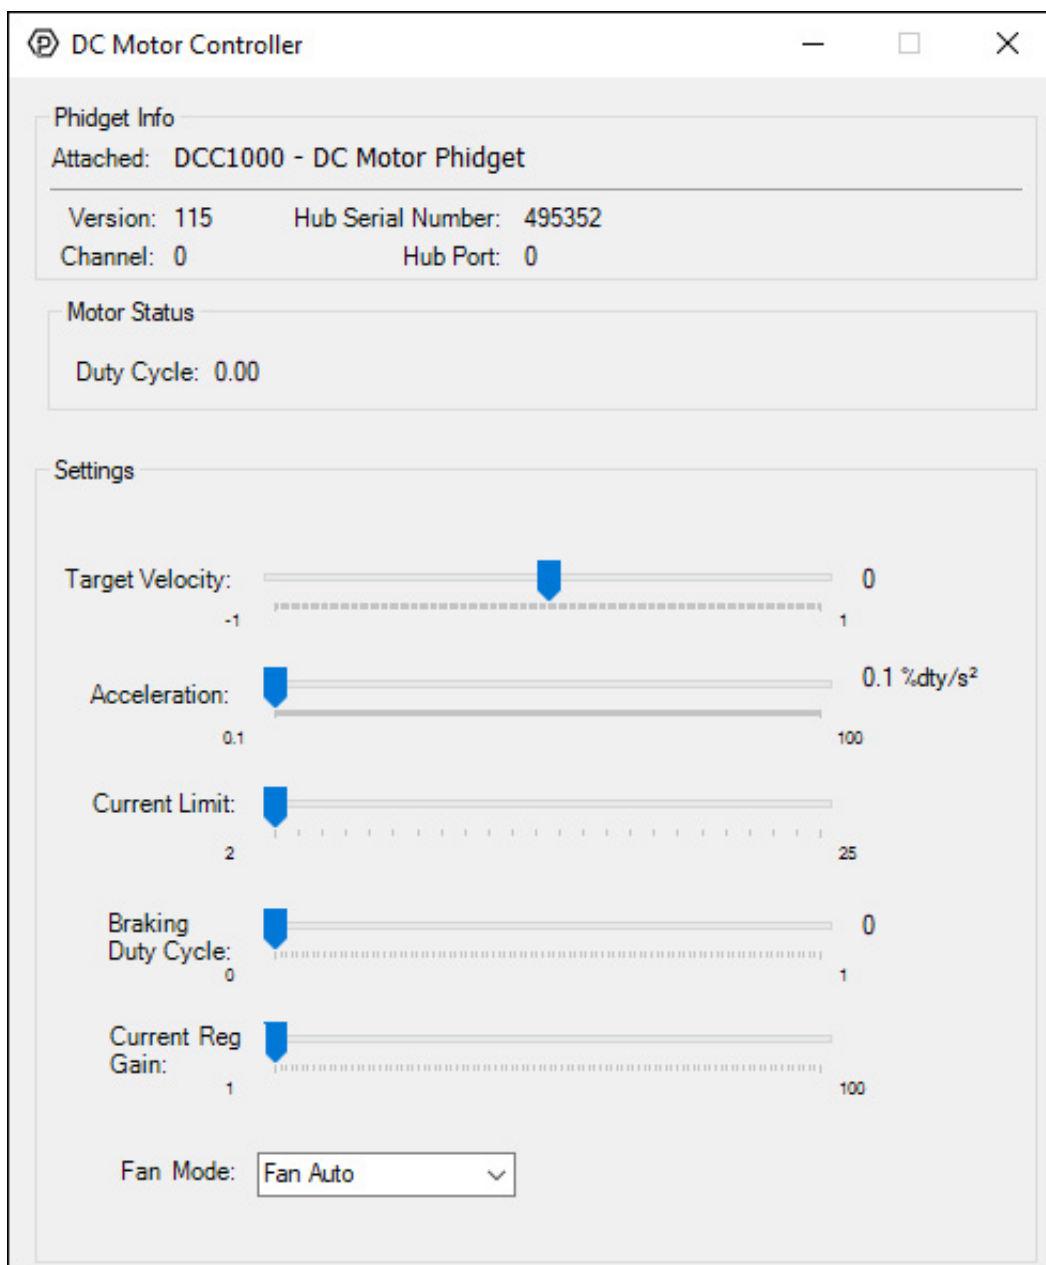 DC Motor Controller
Phidget Info
Attached: DCC1000 - DC Motor Phidget
Version: 115 Hub Serial Number: 495352
Channel: 0 Hub Port: 0
Motor Status
Duty Cycle: 0.00
Settings
Target Velocity: 0
-1 1
Acceleration: 0.1 %dty/s²
0.1 100
Current Limit:
2 25
Braking
Duty Cycle: 0
0 1
Current Reg
Gain:
1 100
Fan Mode: Fan Auto